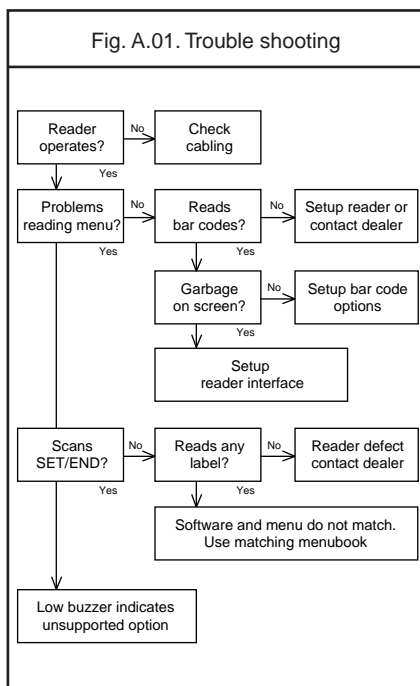 Fig. A.01. Trouble shooting
Reader
operates?
No
Check
cabling
Yes
Problems
reading menu?
No
Reads
bar codes?
No
Setup reader or
contact dealer
Yes
Yes
Garbage
on screen?
No
Setup bar code
options
Yes
Setup
reader interface
Scans
SET/END?
No
Reads any
label?
No
Reader defect
contact dealer
Yes
Yes
Software and menu do not match.
Use matching menubook
Low buzzer indicates
unsupported option